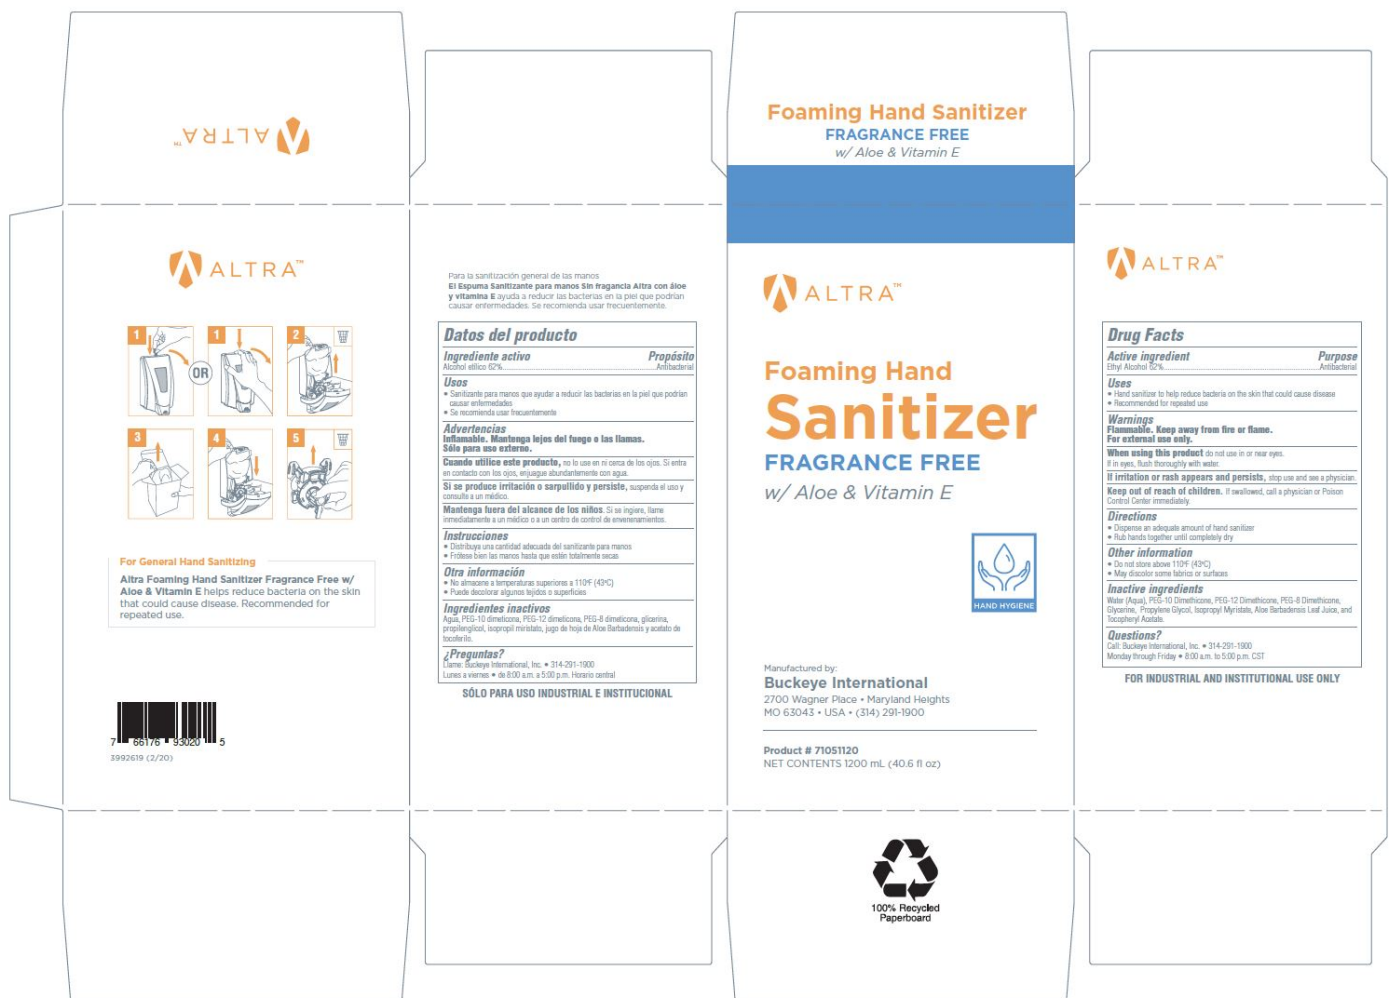 ALTRA™
ALTRA™
1
OR
1
2
3
4
5
For General Hand Sanitizing
Altra Foaming Hand Sanitizer Fragrance Free w/
Aloe & Vitamin E helps reduce bacteria on the skin
that could cause disease. Recommended for
repeated use.
7 66176 93020 5
3992619 (2/20)
Para la sanitización general de las manos
El Espuma Sanitizante para manos Sin fragancia Altra con áloe
y vitamina E ayuda a reducir las bacterias en la piel que podrían
causar enfermedades. Se recomienda usar frecuentemente.
Datos del producto
Ingrediente activo Propósito
Alcohol etílico 62%......Antibacterial
Usos
• Sanitizante para manos que ayudar a reducir las bacterias en la piel que podrían
causar enfermedades
• Se recomienda usar frecuentemente
Advertencias
Inflamable. Mantenga lejos del fuego o las llamas.
Sólo para uso externo.
Cuando utilice este producto, no lo use en ni cerca de los ojos. Si entra
en contacto con los ojos, enjuague abundantemente con agua.
Si se produce irritación o sarpullido y persiste, suspenda el uso y
consulte a un médico.
Mantenga fuera del alcance de los niños. Si se ingiere, llame
inmediatamente a un médico o a un centro de control de envenenamientos.
Instrucciones
• Distribuya una cantidad adecuada del sanitizante para manos
• Frótese bien las manos hasta que estén totalmente secas
Otra información
• No almacene a temperaturas superiores a 110ºF (43ºC)
• Puede decolorar algunos tejidos o superficies
Ingredientes inactivos
Agua, PEG-10 dimeticona, PEG-12 dimeticona, PEG-8 dimeticona, glicerina,
propilenglicol, isopropil miristato, jugo de hoja de Aloe Barbadensis y acetato de
tocoferilo.
¿Preguntas?
Llame: Buckeye International, Inc. • 314-291-1900
Lunes a viernes • de 8:00 a.m. a 5:00 p.m. Horario central
SÓLO PARA USO INDUSTRIAL E INSTITUCIONAL
Foaming Hand Sanitizer
FRAGRANCE FREE
w/ Aloe & Vitamin E
ALTRA™
Foaming Hand
Sanitizer
FRAGRANCE FREE
w/ Aloe & Vitamin E
HAND HYGIENE
Manufactured by:
Buckeye International
2700 Wagner Place • Maryland Heights
MO 63043 • USA • (314) 291-1900
Product # 71051120
NET CONTENTS 1200 mL (40.6 fl oz)
100% Recycled
Paperboard
ALTRA™
Drug Facts
Active ingredient Purpose
Ethyl Alcohol 62%......Antibacterial
Uses
• Hand sanitizer to help reduce bacteria on the skin that could cause disease
• Recommended for repeated use
Warnings
Flammable. Keep away from fire or flame.
For external use only.
When using this product do not use in or near eyes.
If in eyes, flush thoroughly with water.
If irritation or rash appears and persists, stop use and see a physician.
Keep out of reach of children. If swallowed, call a physician or Poison
Control Center immediately.
Directions
• Dispense an adequate amount of hand sanitizer
• Rub hands together until completely dry
Other information
• Do not store above 110ºF (43ºC)
• May discolor some fabrics or surfaces
Inactive ingredients
Water (Aqua), PEG-10 Dimethicone, PEG-12 Dimethicone, PEG-8 Dimethicone,
Glycerine, Propylene Glycol, Isopropyl Myristate, Aloe Barbadensis Leaf Juice, and
Tocopheryl Acetate.
Questions?
Call: Buckeye International, Inc. • 314-291-1900
Monday through Friday • 8:00 a.m. to 5:00 p.m. CST
FOR INDUSTRIAL AND INSTITUTIONAL USE ONLY